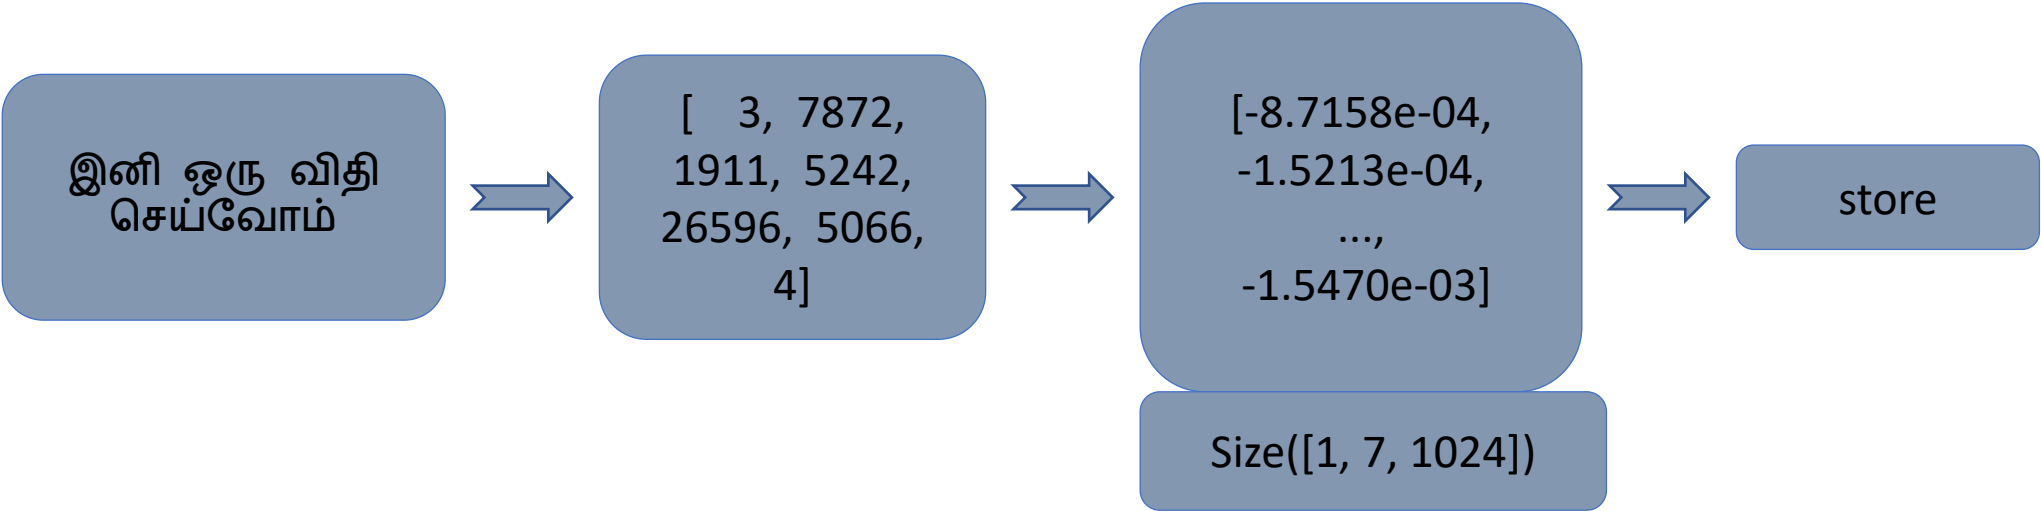 இனி ஒரு விதி
செய்வோம்
[ 3, 7872,
1911, 5242,
26596, 5066,
4]
[-8.7158e-04,
-1.5213e-04,
...,
-1.5470e-03]
Size([1, 7, 1024])
store